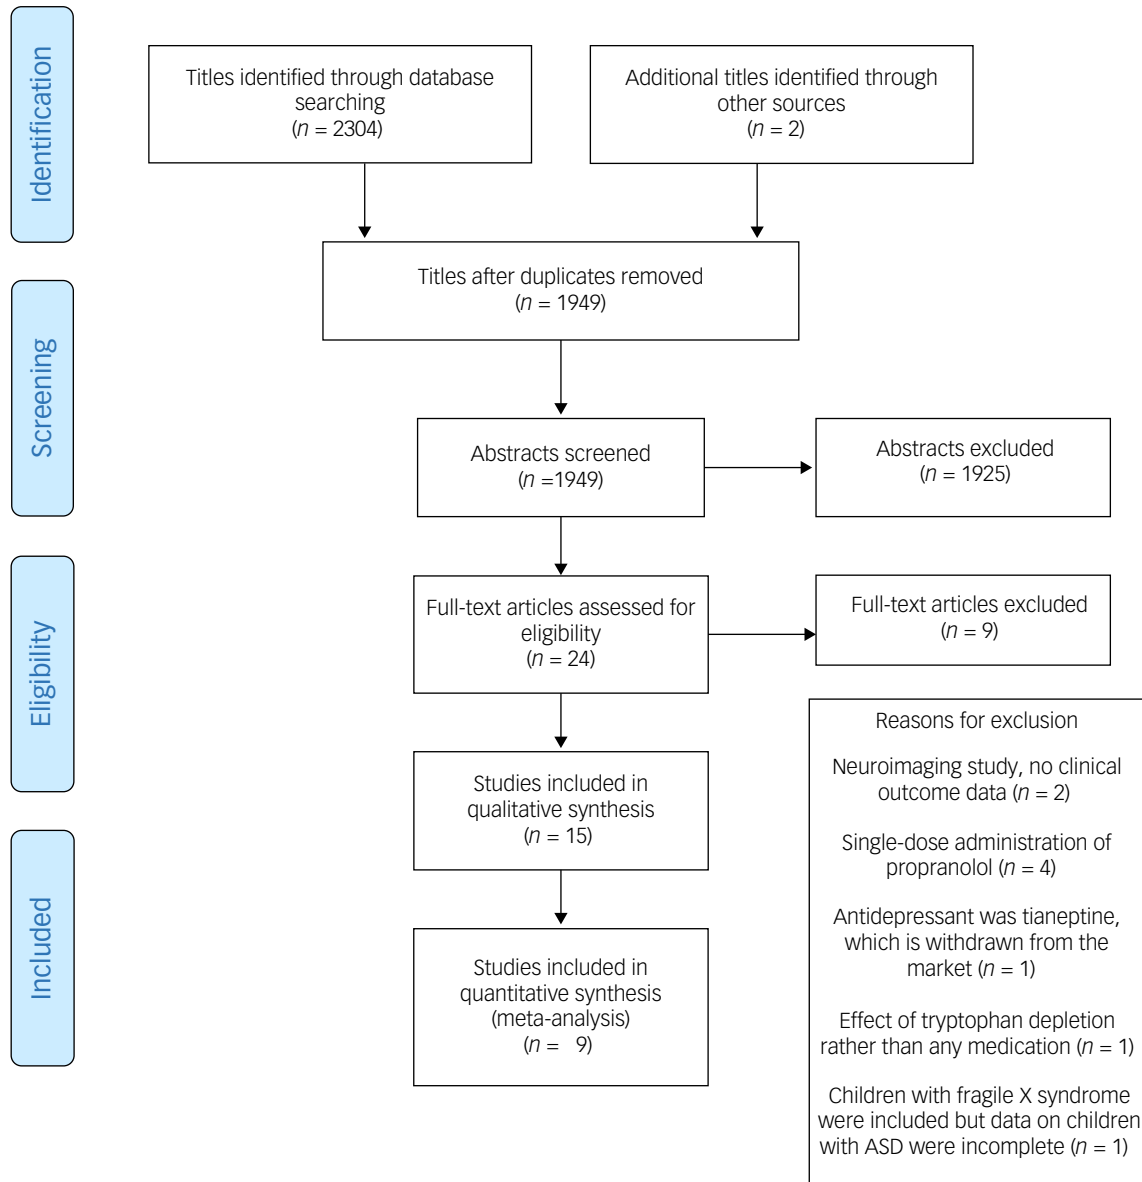 Identification
Titles identified through database
searching
(n = 2304)
Additional titles identified through
other sources
(n = 2)
Titles after duplicates removed
(n = 1949)
Screening
Abstracts screened
(n =1949)
Abstracts excluded
(n = 1925)
Eligibility
Full-text articles assessed for
eligibility
(n = 24)
Full-text articles excluded
(n = 9)
Reasons for exclusion
Neuroimaging study, no clinical
outcome data (n = 2)
Single-dose administration of
propranolol (n = 4)
Antidepressant was tianeptine,
which is withdrawn from the
market (n = 1)
Effect of tryptophan depletion
rather than any medication (n = 1)
Children with fragile X syndrome
were included but data on children
with ASD were incomplete (n = 1)
Studies included in
qualitative synthesis
(n = 15)
Included
Studies included in
quantitative synthesis
(meta-analysis)
(n = 9)